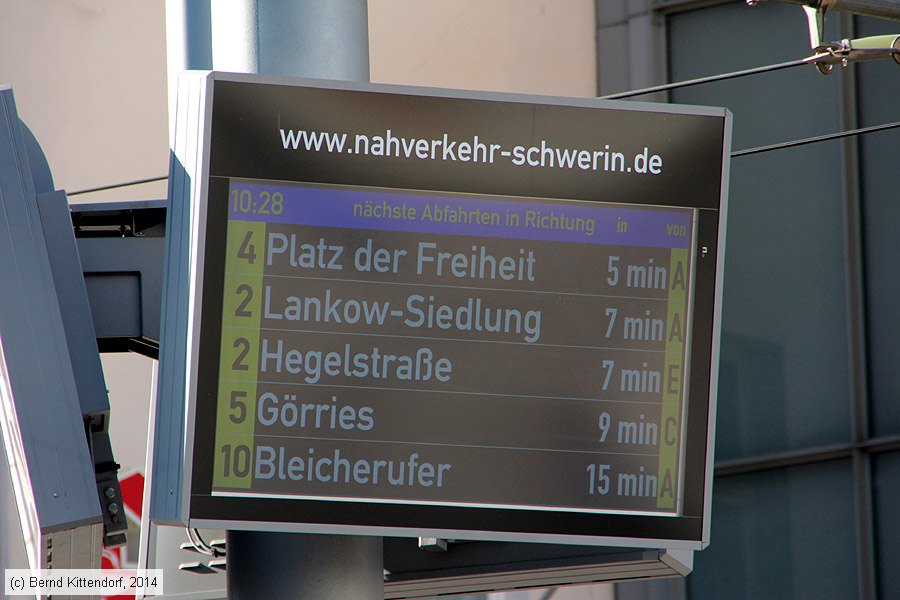 www.nahverkehr-schwerin.de
10:28 nächste Abfahrten in Richtung in von
4 Platz der Freiheit 5 min A
2 Lankow-Siedlung 7 min A
2 Hegelstraße 7 min E
5 Görries 9 min C
10 Bleicherufer 15 min A
(c) Bernd Kittendorf, 2014